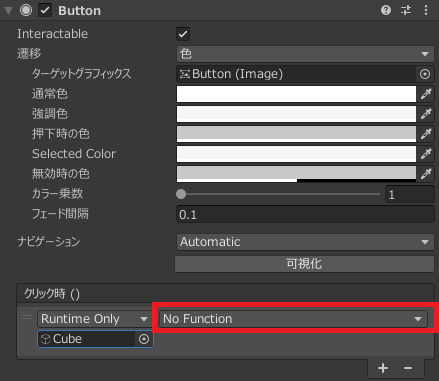 Button
Interactable
遷移 色
ターゲットグラフィックス Button (Image)
通常色
強調色
押下時の色
Selected Color
無効時の色
カラー乗数 1
フェード間隔 0.1
ナビゲーション Automatic
可視化
クリック時 ()
Runtime Only No Function
Cube